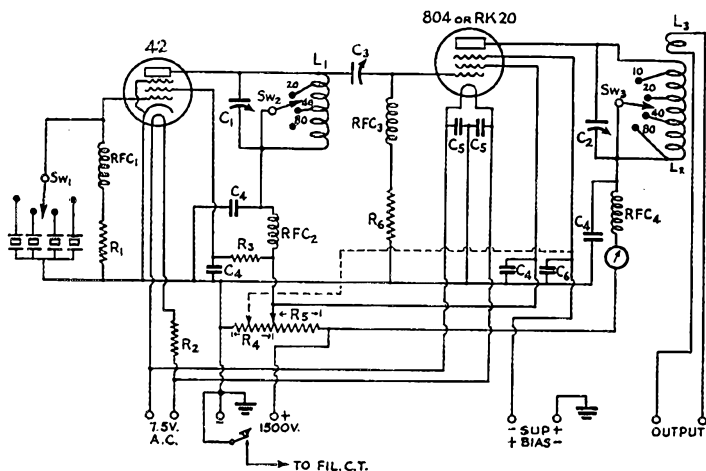 42
804 OR RK20
L3
L1
C3
20
40
80
Sw2
C1
RFC1
Sw1
R1
RFC3
R6
C5 C5
10
20
40
80
Sw3
C2
L2
C4
RFC2
R3
C4
C4
RFC4
C4 C6
R5
R4
R2
7.5V.
A.C.
-
+
1500V.
- SUP +
+ BIAS -
OUTPUT
TO FIL. C.T.